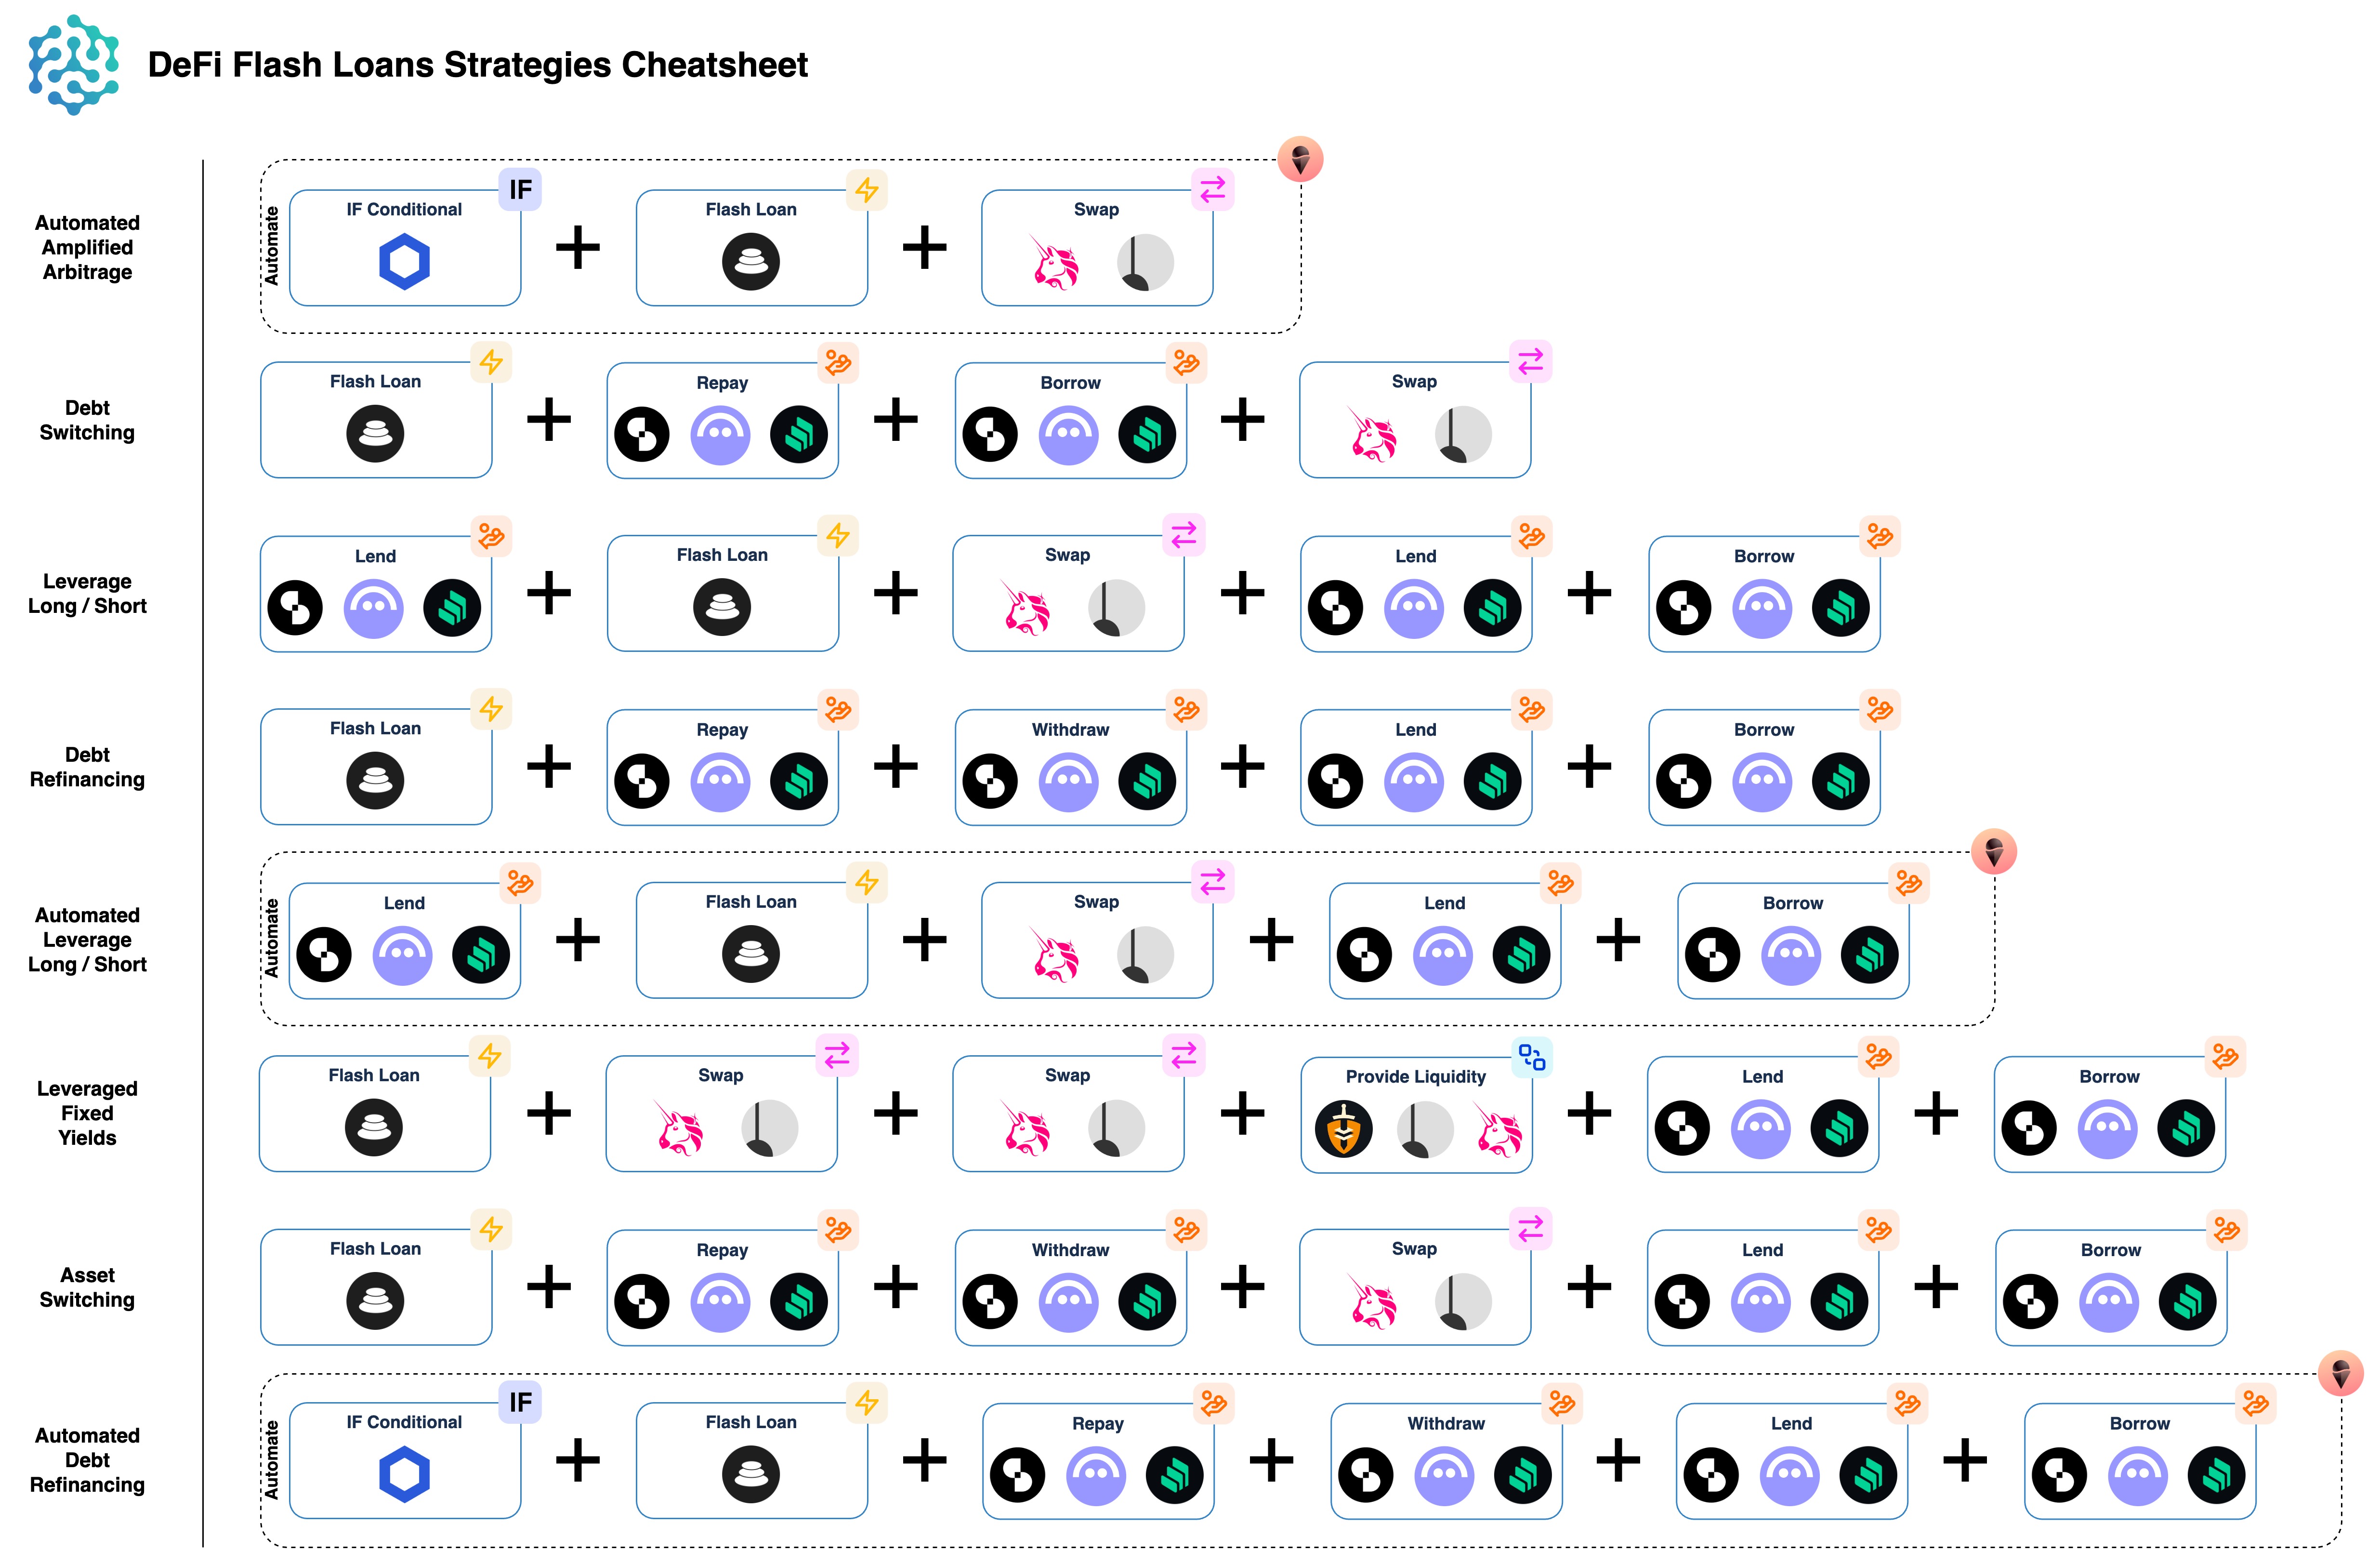 DeFi Flash Loans Strategies Cheatsheet
Automated
Amplified
Arbitrage
Automate
IF Conditional
IF
Flash Loan
Swap
Debt
Switching
Flash Loan
Repay
Borrow
Swap
Leverage
Long / Short
Lend
Flash Loan
Swap
Lend
Borrow
Debt
Refinancing
Flash Loan
Repay
Withdraw
Lend
Borrow
Automated
Leverage
Long / Short
Automate
Lend
Flash Loan
Swap
Lend
Borrow
Leveraged
Fixed
Yields
Flash Loan
Swap
Swap
Provide Liquidity
Lend
Borrow
Asset
Switching
Flash Loan
Repay
Withdraw
Swap
Lend
Borrow
Automated
Debt
Refinancing
Automate
IF Conditional
IF
Flash Loan
Repay
Withdraw
Lend
Borrow